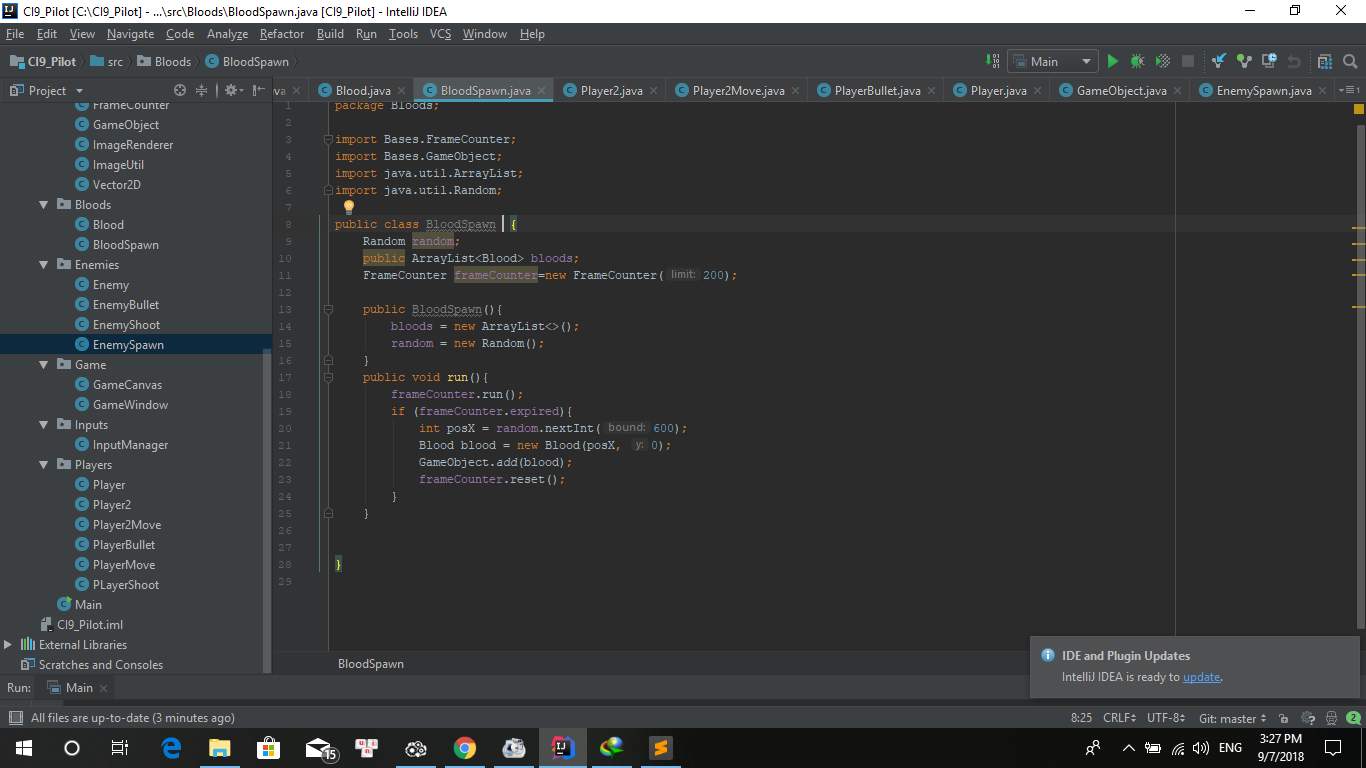 CI9_Pilot [C:\CI9_Pilot] - ...\src\Bloods\BloodSpawn.java [CI9_Pilot] - IntelliJ IDEA
File Edit View Navigate Code Analyze Refactor Build Run Tools VCS Window Help
CI9_Pilot src Bloods BloodSpawn Main
Project
va Blood.java BloodSpawn.java Player2.java Player2Move.java PlayerBullet.java Player.java GameObject.java EnemySpawn.java 1
FrameCounter
GameObject
ImageRenderer
ImageUtil
Vector2D
Bloods
Blood
BloodSpawn
Enemies
Enemy
EnemyBullet
EnemyShoot
EnemySpawn
Game
GameCanvas
GameWindow
Inputs
InputManager
Players
Player
Player2
Player2Move
PlayerBullet
PlayerMove
PLayerShoot
Main
CI9_Pilot.iml
External Libraries
Scratches and Consoles
1 package Bloods;
2
3 import Bases.FrameCounter;
4 import Bases.GameObject;
5 import java.util.ArrayList;
6 import java.util.Random;
7
8 public class BloodSpawn {
9 Random random;
10 public ArrayList<Blood> bloods;
11 FrameCounter frameCounter=new FrameCounter( limit: 200);
12
13 public BloodSpawn(){
14 bloods = new ArrayList<>();
15 random = new Random();
16 }
17 public void run(){
18 frameCounter.run();
19 if (frameCounter.expired){
20 int posX = random.nextInt( bound: 600);
21 Blood blood = new Blood(posX, y: 0);
22 GameObject.add(blood);
23 frameCounter.reset();
24 }
25 }
26
27
28 }
29
BloodSpawn
IDE and Plugin Updates
IntelliJ IDEA is ready to update.
Run: Main
All files are up-to-date (3 minutes ago) 8:25 CRLF UTF-8 Git: master 2
15 ENG 3:27 PM
9/7/2018